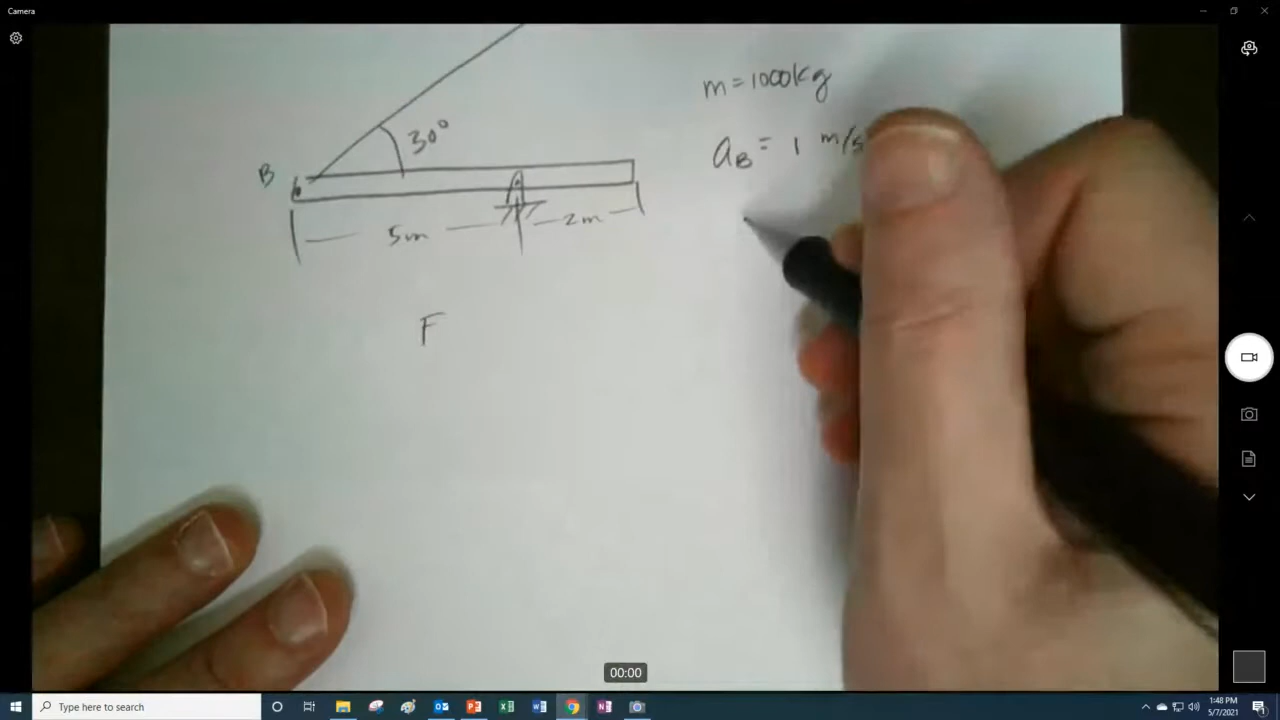 Camera
m = 1000kg
30°
a_B = 1 m/s
B
5m
2m
F
00:00
Type here to search
1:48 PM
5/7/2021